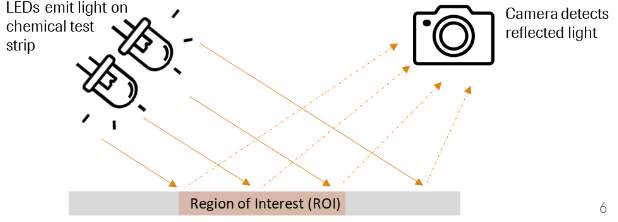 LEDs emit light on
chemical test
strip
Camera detects
reflected light
Region of Interest (ROI)
6